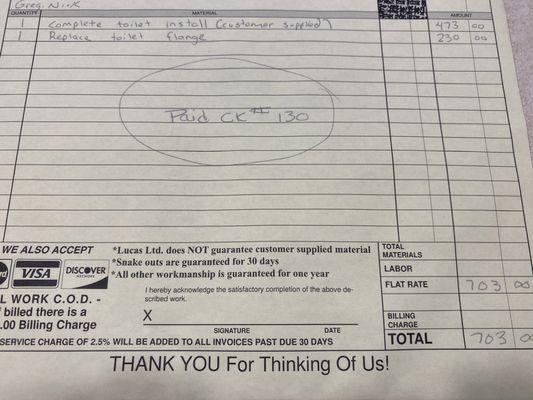 Greg, Nick
QUANTITY MATERIAL AMOUNT
Complete toilet install (customer supplied) 473 00
1 Replace toilet flange 230 00
Paid CK# 130
WE ALSO ACCEPT
VISA DISCOVER NETWORK
*Lucas Ltd. does NOT guarantee customer supplied material
*Snake outs are guaranteed for 30 days
*All other workmanship is guaranteed for one year
I hereby acknowledge the satisfactory completion of the above de-
scribed work.
L WORK C.O.D. -
billed there is a
.00 Billing Charge
X
SIGNATURE DATE
SERVICE CHARGE OF 2.5% WILL BE ADDED TO ALL INVOICES PAST DUE 30 DAYS
TOTAL
MATERIALS
LABOR
FLAT RATE 703 00
BILLING
CHARGE
TOTAL 703 00
THANK YOU For Thinking Of Us!